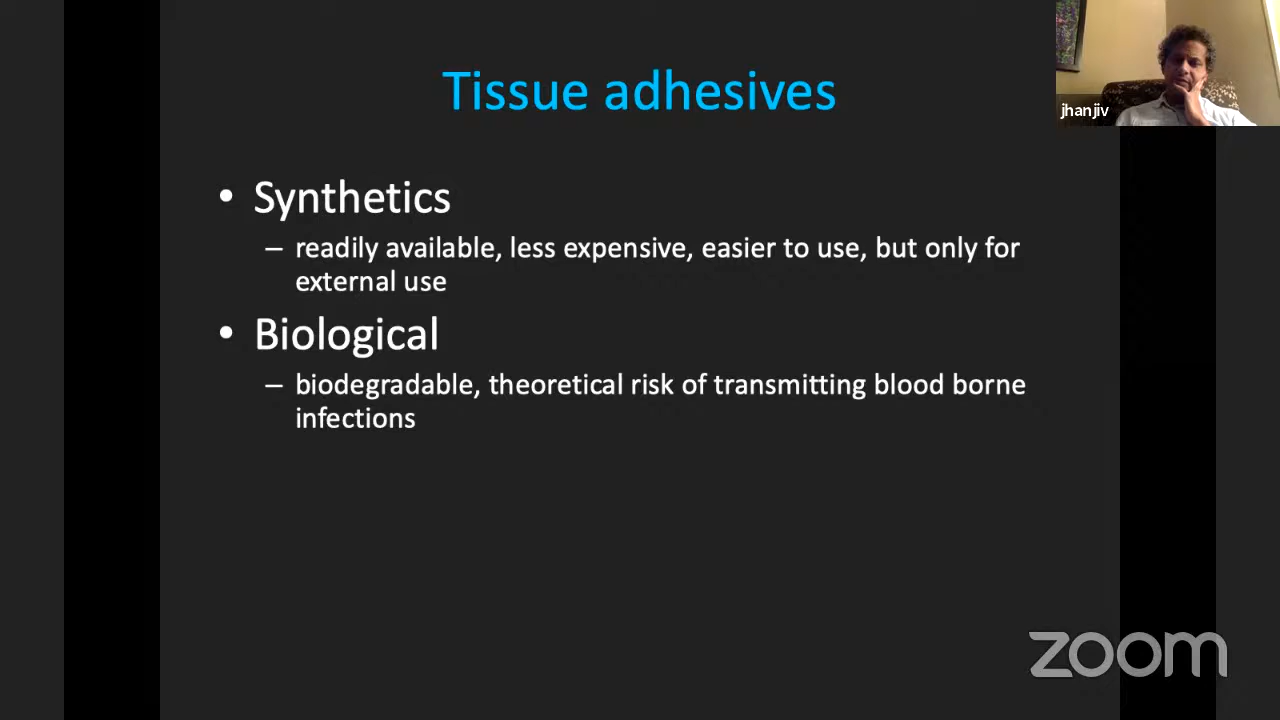 Tissue adhesives
jhanjiv
• Synthetics
– readily available, less expensive, easier to use, but only for
external use
• Biological
– biodegradable, theoretical risk of transmitting blood borne
infections
zoom